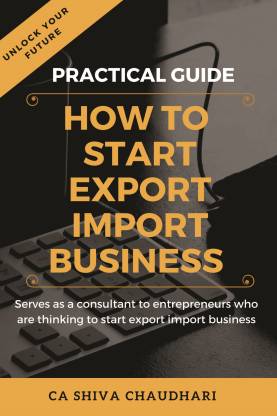 UNLOCK YOUR
FUTURE
PRACTICAL GUIDE
HOW TO
START
EXPORT
IMPORT
BUSINESS
Serves as a consultant to entrepreneurs who
are thinking to start export import business
CA SHIVA CHAUDHARI